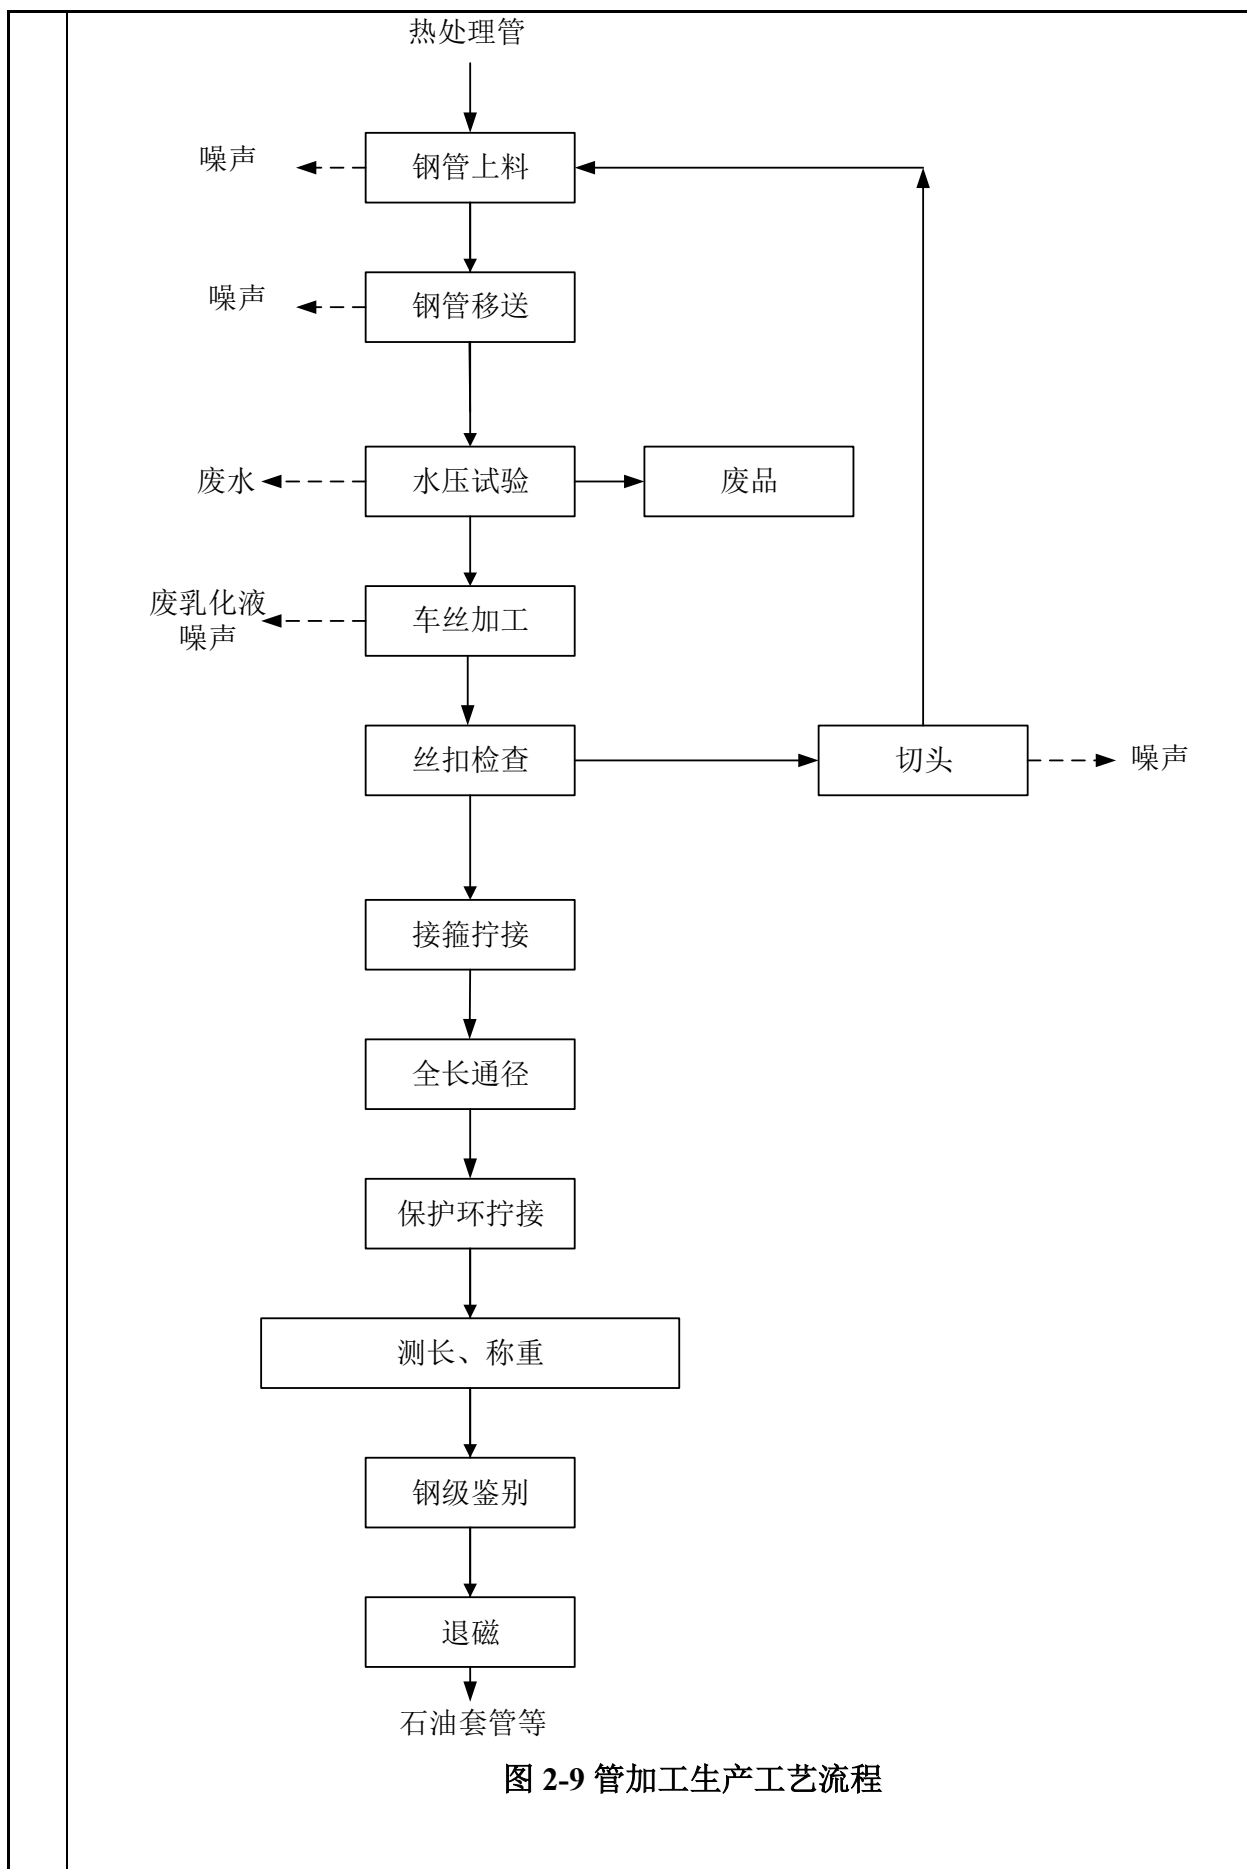 热处理管
噪声
钢管上料
噪声
钢管移送
废水
水压试验
废品
废乳化液
噪声
车丝加工
丝扣检查
切头
噪声
接箍拧接
全长通径
保护环拧接
测长、称重
钢级鉴别
退磁
石油套管等
图 2-9 管加工生产工艺流程